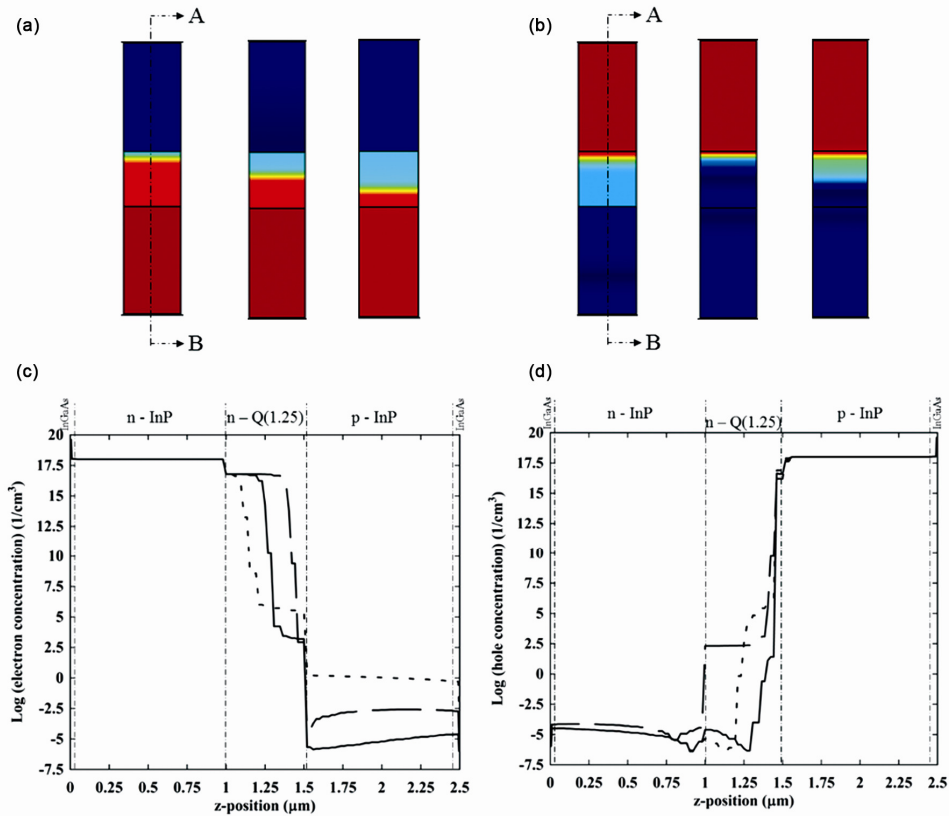 (a)
A
B
(b)
A
B
(c)
InGaAs
n - InP
n – Q(1.25)
p - InP
InGaAs
Log (electron concentration) (1/cm³)
20
17.5
15
12.5
10
7.5
5
2.5
0
-2.5
-5
-7.5
0
0.25
0.5
0.75
1
1.25
1.5
1.75
2
2.25
2.5
z-position (µm)
(d)
InGaAs
n - InP
n – Q(1.25)
p - InP
InGaAs
Log (hole concentration) (1/cm³)
20
17.5
15
12.5
10
7.5
5
2.5
0
-2.5
-5
-7.5
0
0.25
0.5
0.75
1
1.25
1.5
1.75
2
2.25
2.5
z-position (µm)